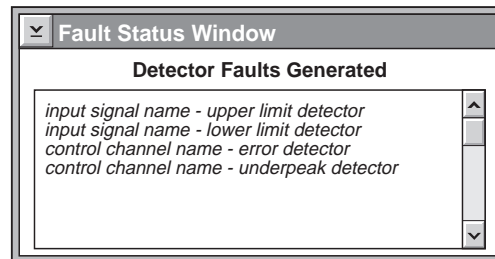 Fault Status Window
Detector Faults Generated
input signal name - upper limit detector
input signal name - lower limit detector
control channel name - error detector
control channel name - underpeak detector